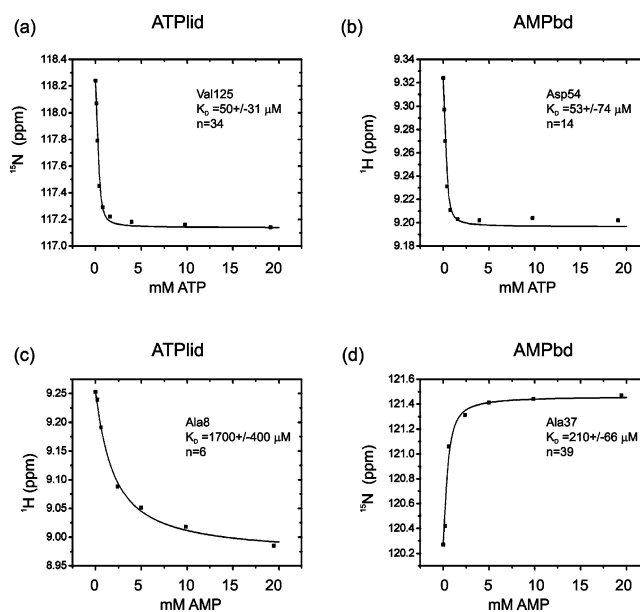 ATPlid
AMPbd
(a)
118.4
118.2
118.0
117.8
117.6
117.4
117.2
117.0
¹⁵N (ppm)
Val125
K_D =50+/-31 µM
n=34
0 5 10 15 20
mM ATP
(b)
9.34
9.32
9.30
9.28
9.26
9.24
9.22
9.20
9.18
¹H (ppm)
Asp54
K_D =53+/-74 µM
n=14
0 5 10 15 20
mM ATP
ATPlid
AMPbd
(c)
9.25
9.20
9.15
9.10
9.05
9.00
8.95
¹H (ppm)
Ala8
K_D =1700+/-400 µM
n=6
0 5 10 15 20
mM AMP
(d)
121.6
121.4
121.2
121.0
120.8
120.6
120.4
120.2
¹⁵N (ppm)
Ala37
K_D =210+/-66 µM
n=39
0 5 10 15 20
mM AMP